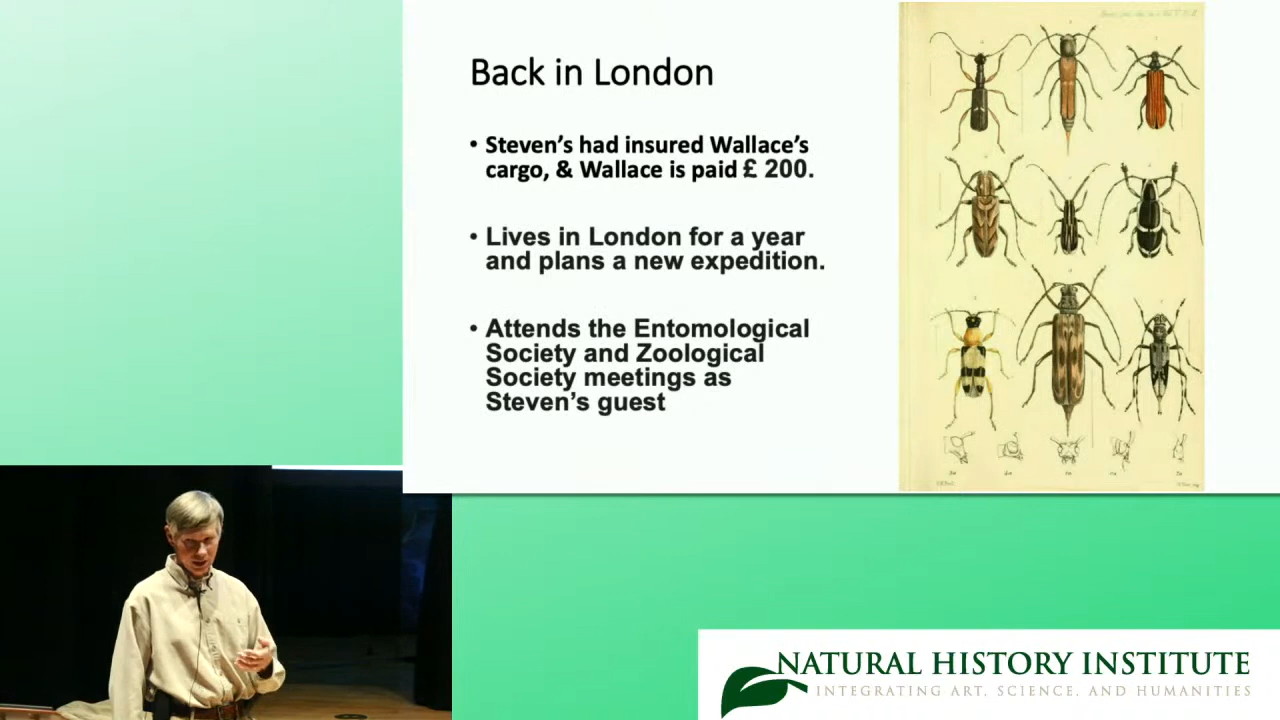 Back in London
• Steven’s had insured Wallace’s
cargo, & Wallace is paid £ 200.
• Lives in London for a year
and plans a new expedition.
• Attends the Entomological
Society and Zoological
Society meetings as
Steven’s guest
NATURAL HISTORY INSTITUTE
INTEGRATING ART, SCIENCE, AND HUMANITIES